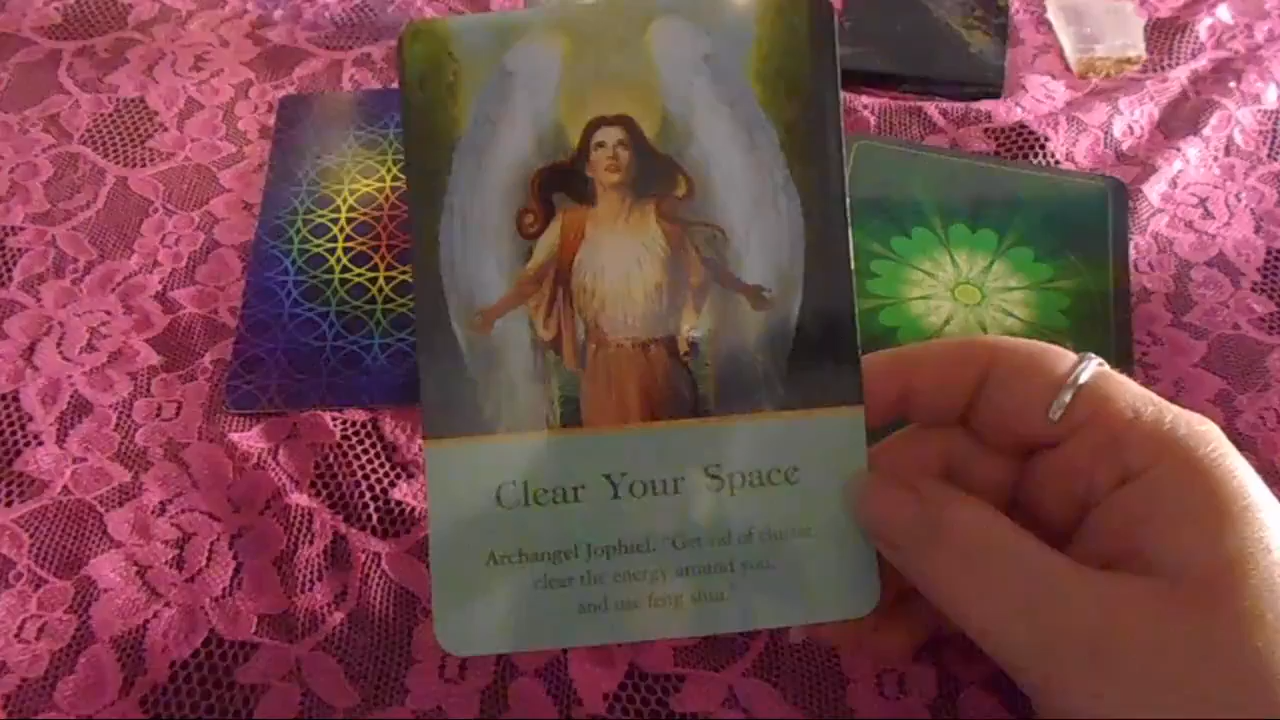 Clear Your Space
Archangel Jophiel: "Get rid of clutter,
clear the energy around you,
and use feng shui."